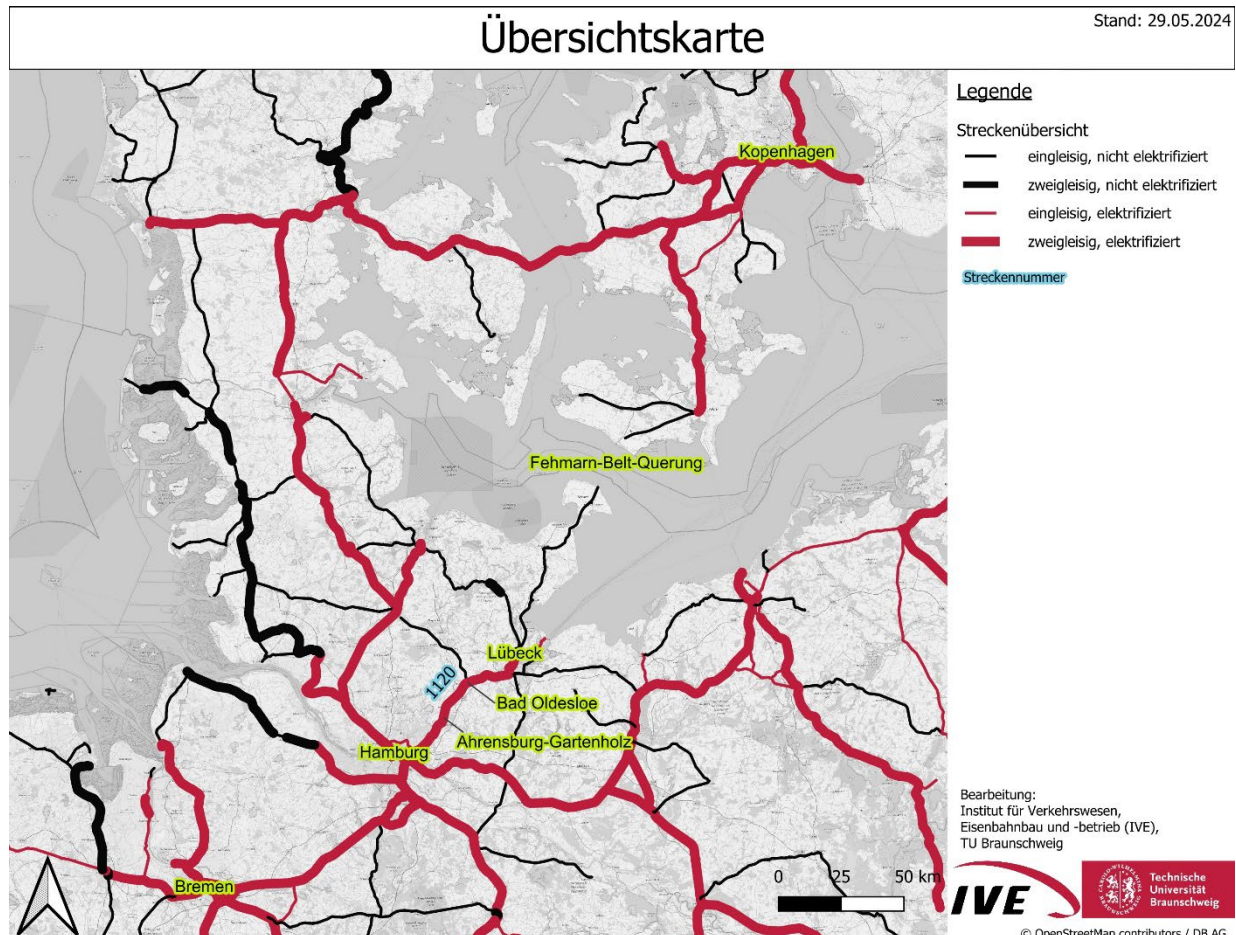 Übersichtskarte
Stand: 29.05.2024
Legende
Streckenübersicht
eingleisig, nicht elektrifiziert
zweigleisig, nicht elektrifiziert
eingleisig, elektrifiziert
zweigleisig, elektrifiziert
Streckennummer
Kopenhagen
Fehmarn-Belt-Querung
Lübeck
1120
Bad Oldesloe
Ahrensburg-Gartenholz
Hamburg
Bremen
0 25 50 km
Bearbeitung:
Institut für Verkehrswesen,
Eisenbahnbau und -betrieb (IVE),
TU Braunschweig
IVE
Technische
Universität
Braunschweig
© OpenStreetMap contributors / DB AG